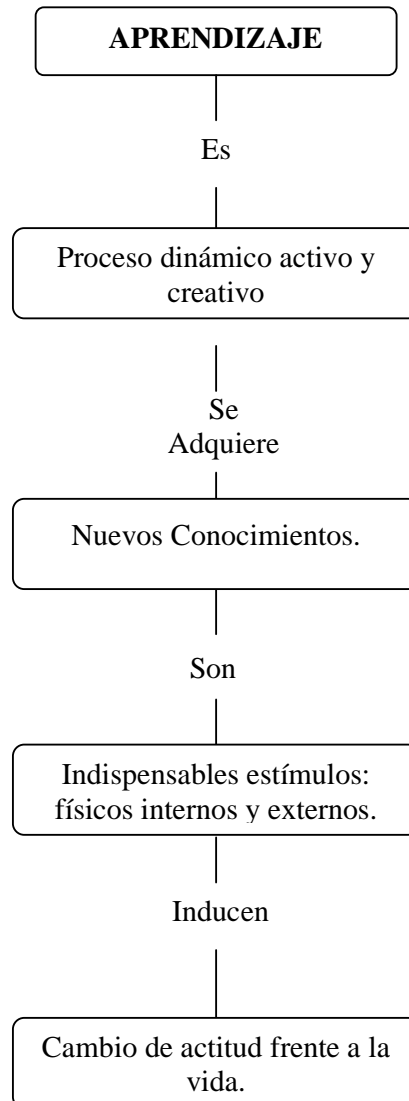 APRENDIZAJE
Es
Proceso dinámico activo y
creativo
Se
Adquiere
Nuevos Conocimientos.
Son
Indispensables estímulos:
físicos internos y externos.
Inducen
Cambio de actitud frente a la
vida.